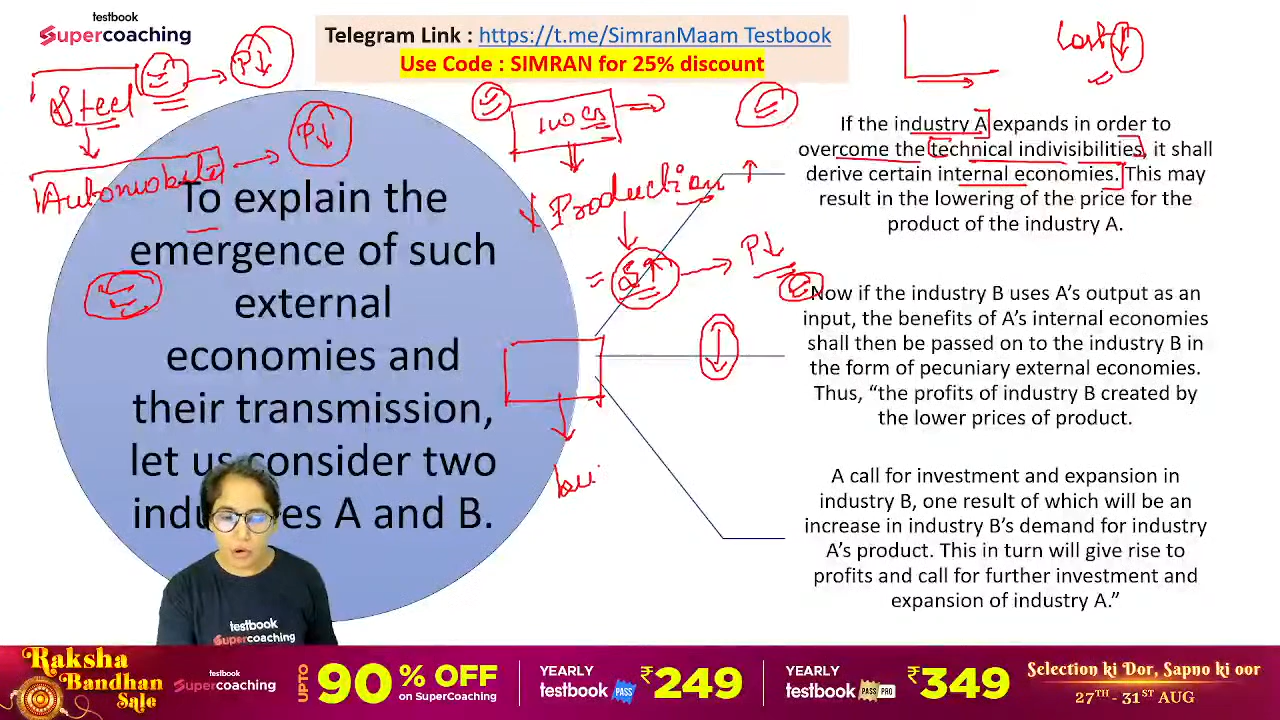 testbook
Supercoaching
Telegram Link : https://t.me/SimranMaam Testbook
Use Code : SIMRAN for 25% discount
Steel
P↓
Automobile
P↓
100 cr
Production ↑
S↑
P↓
Cost ↓
To explain the
emergence of such
external
economies and
their transmission,
let us consider two
industries A and B.
If the industry A expands in order to
overcome the technical indivisibilities, it shall
derive certain internal economies. This may
result in the lowering of the price for the
product of the industry A.
Now if the industry B uses A's output as an
input, the benefits of A's internal economies
shall then be passed on to the industry B in
the form of pecuniary external economies.
Thus, “the profits of industry B created by
the lower prices of product.
A call for investment and expansion in
industry B, one result of which will be an
increase in industry B's demand for industry
A's product. This in turn will give rise to
profits and call for further investment and
expansion of industry A.”
testbook
Supercoaching
Raksha
Bandhan
Sale
testbook
Supercoaching
UPTO 90% OFF
on SuperCoaching
YEARLY
testbook PASS ₹249
YEARLY
testbook PASS PRO ₹349
Selection ki Dor, Sapno ki oor
27TH - 31ST AUG